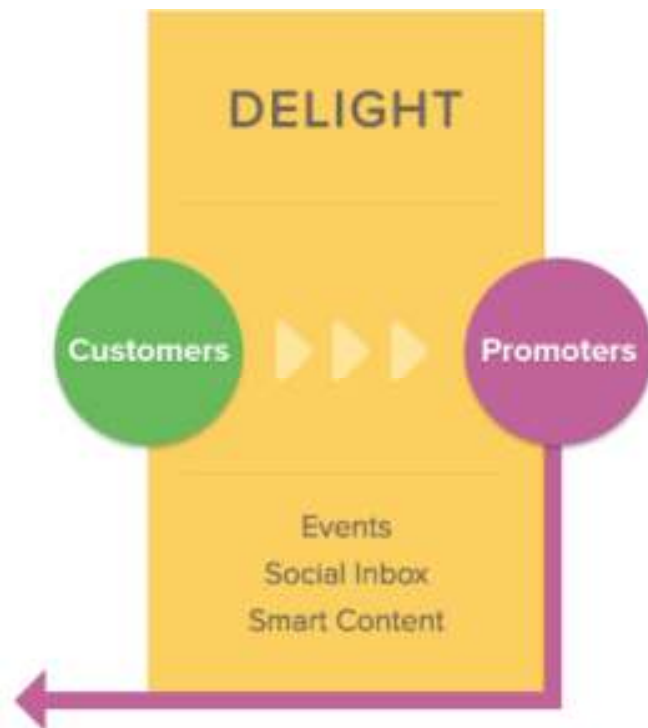 DELIGHT
Customers
Promoters
Events
Social Inbox
Smart Content